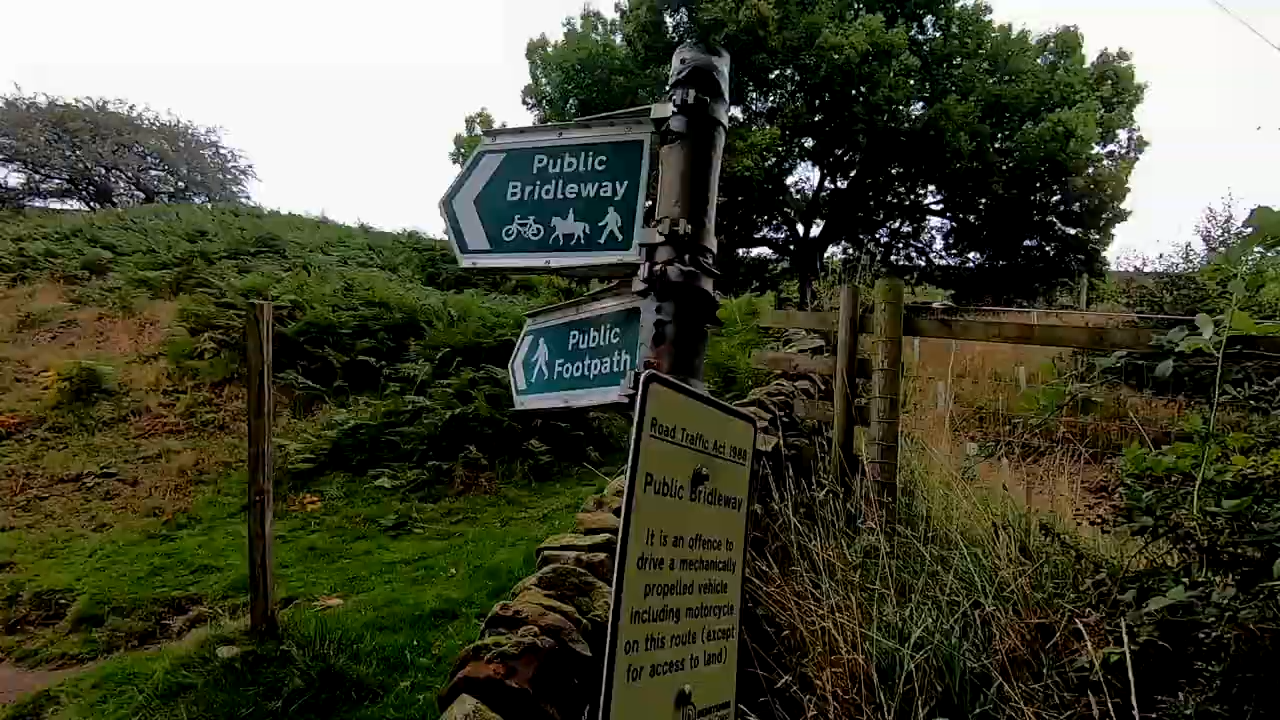 Public
Bridleway
Public
Footpath
Road Traffic Act 1988
Public Bridleway
It is an offence to
drive a mechanically
propelled vehicle
including motorcycle
on this route (except
for access to land)